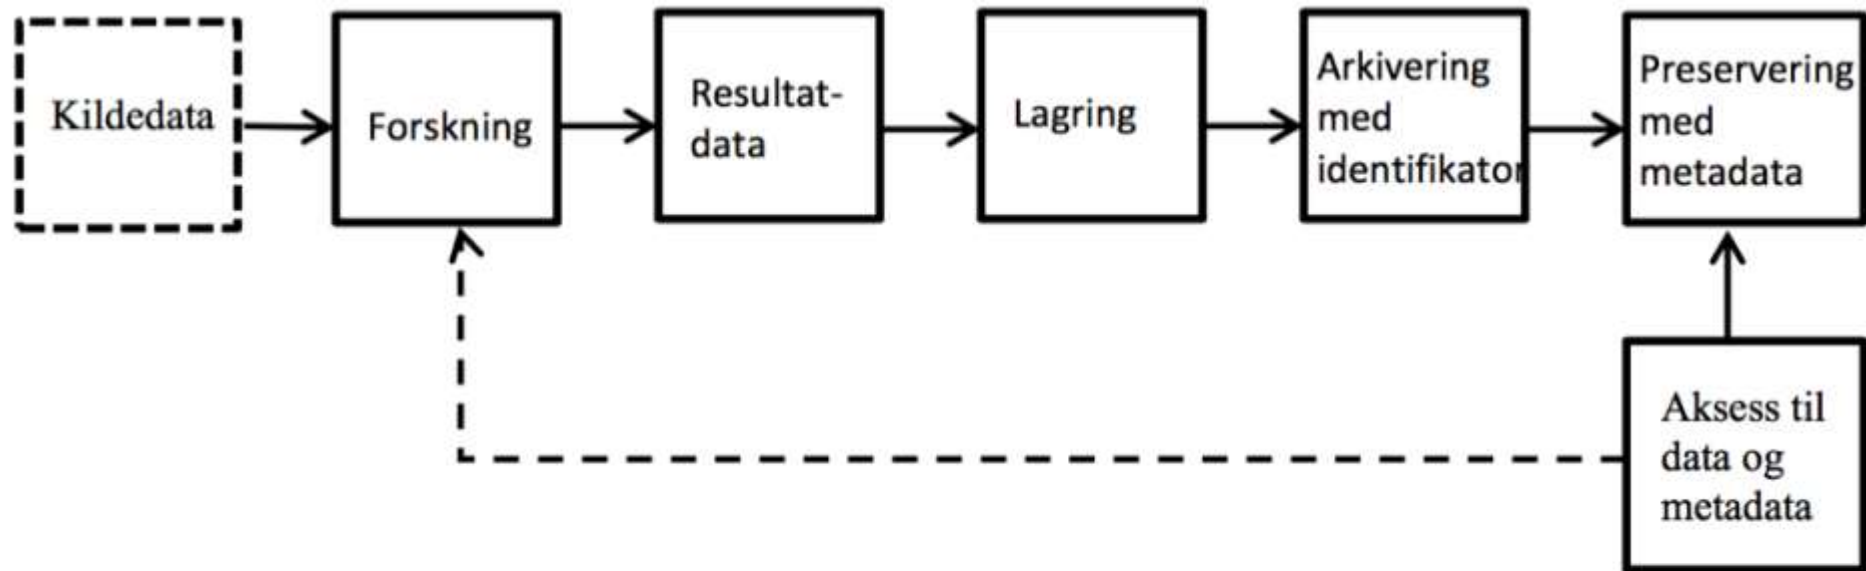 Kildedata
Forskning
Resultat-
data
Lagring
Arkivering
med
identifikator
Preservering
med
metadata
Aksess til
data og
metadata